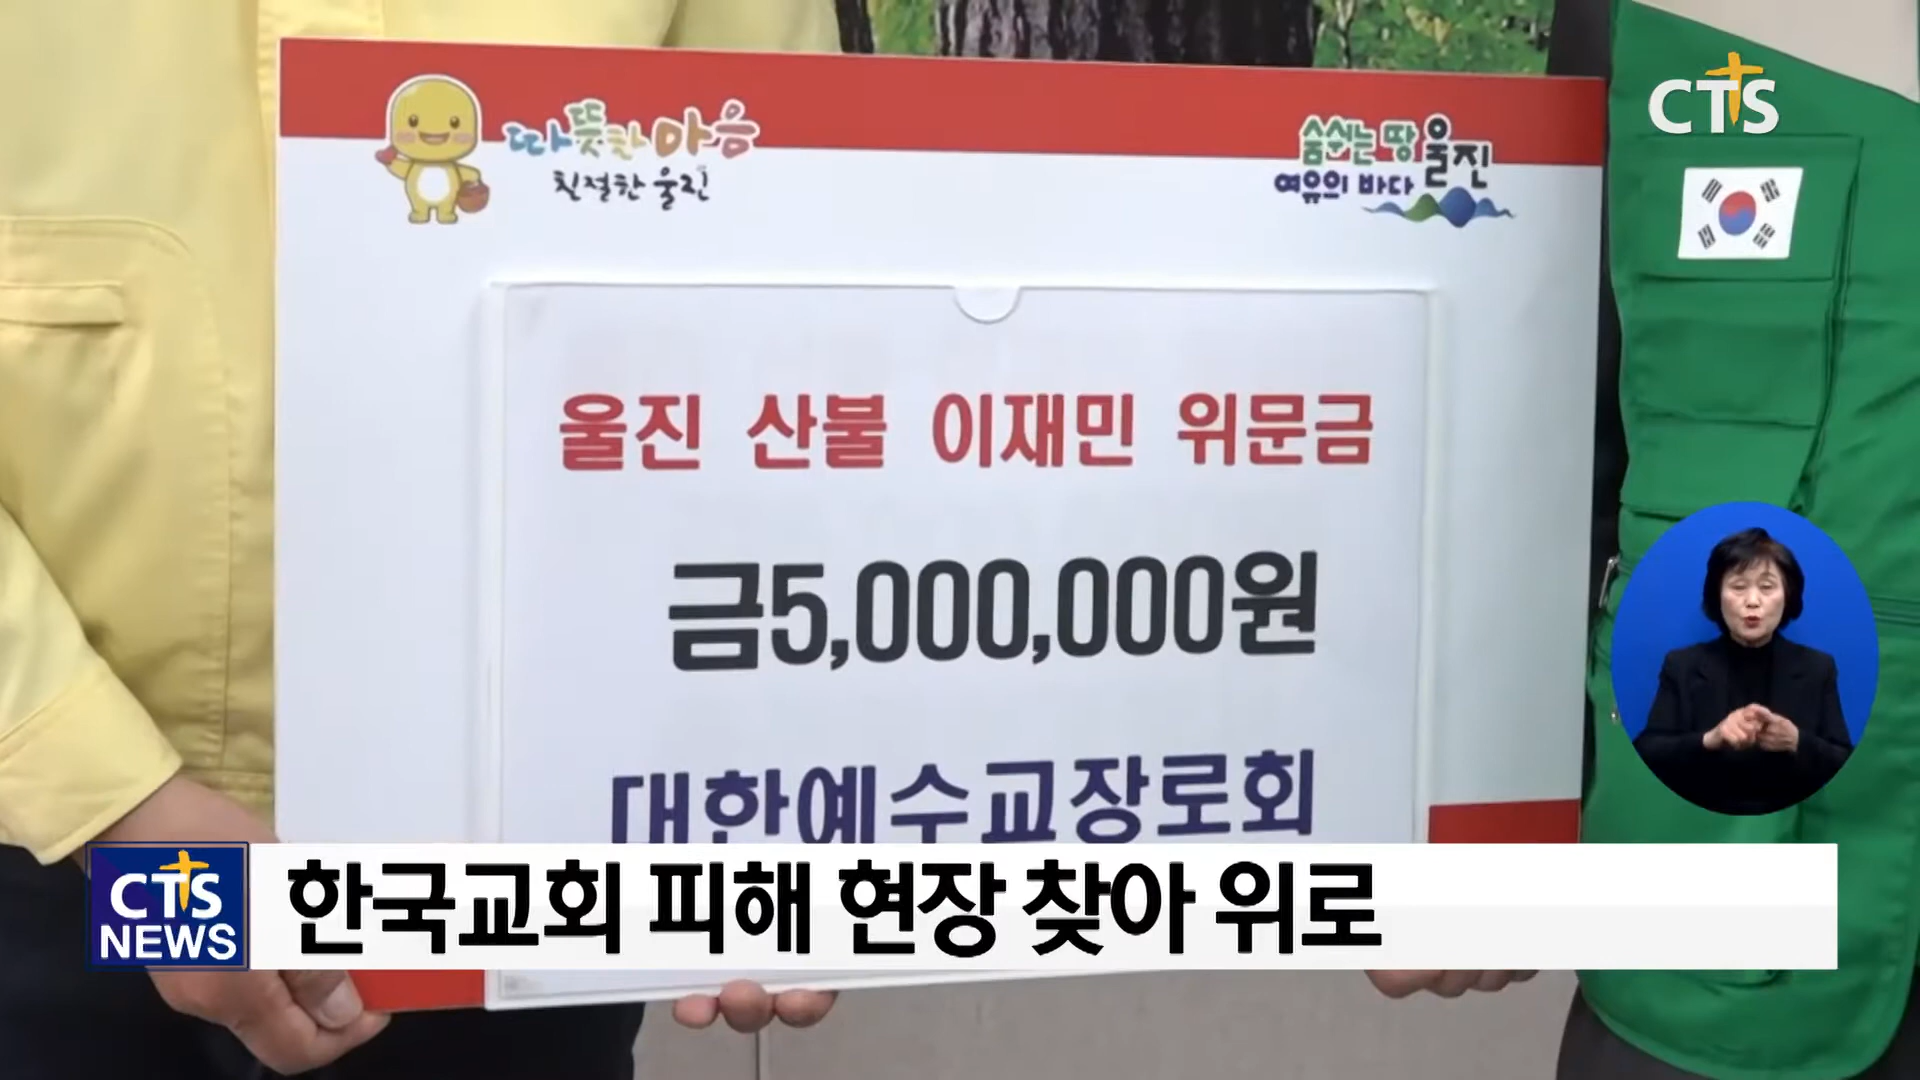 CTS
따뜻한 마음
친절한 울진
숨쉬는 땅
여유의 바다
울진
울진 산불 이재민 위문금
금5,000,000원
대한예수교장로회
CTS
NEWS
한국교회 피해 현장 찾아 위로